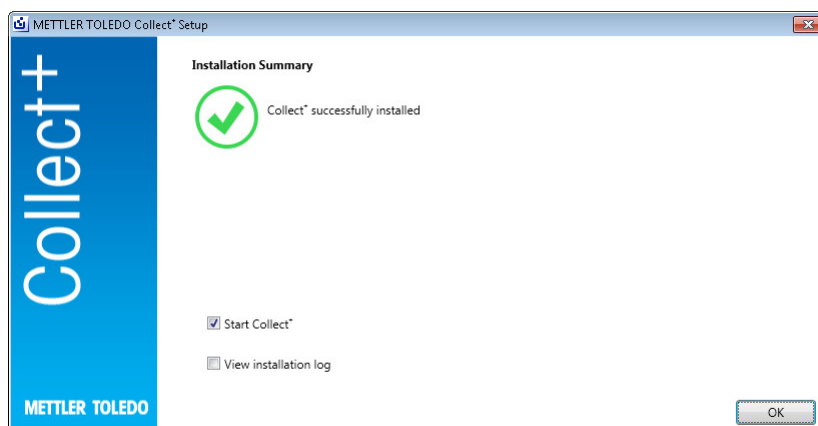 METTLER TOLEDO Collect⁺ Setup
Collect+
Installation Summary
Collect⁺ successfully installed
Start Collect⁺
View installation log
METTLER TOLEDO
OK